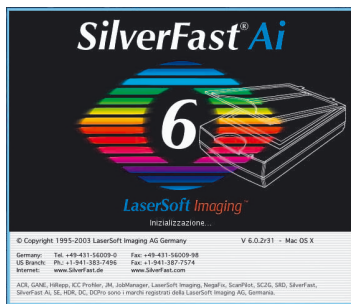 SilverFast® Ai
6
LaserSoft Imaging™
Inizializzazione...
© Copyright 1995-2003 LaserSoft Imaging AG Germany V 6.0.2r31 - Mac OS X
Germany: Tel. +49-431-56009-0 Fax: +49-431-56009-98
US Branch: Ph.: +1-941-383-7496 Fax: +1-941-387-7574
Internet: www.SilverFast.de www.SilverFast.com
ACR, GANE, HiRepp, ICC Profiler, JM, JobManager, LaserSoft Imaging, NegaFix, ScanPilot, SC2G, SRD, SilverFast,
SilverFast Ai, SE, HDR, DC, DCPro sono i marchi registrati della LaserSoft Imaging AG, Germania.